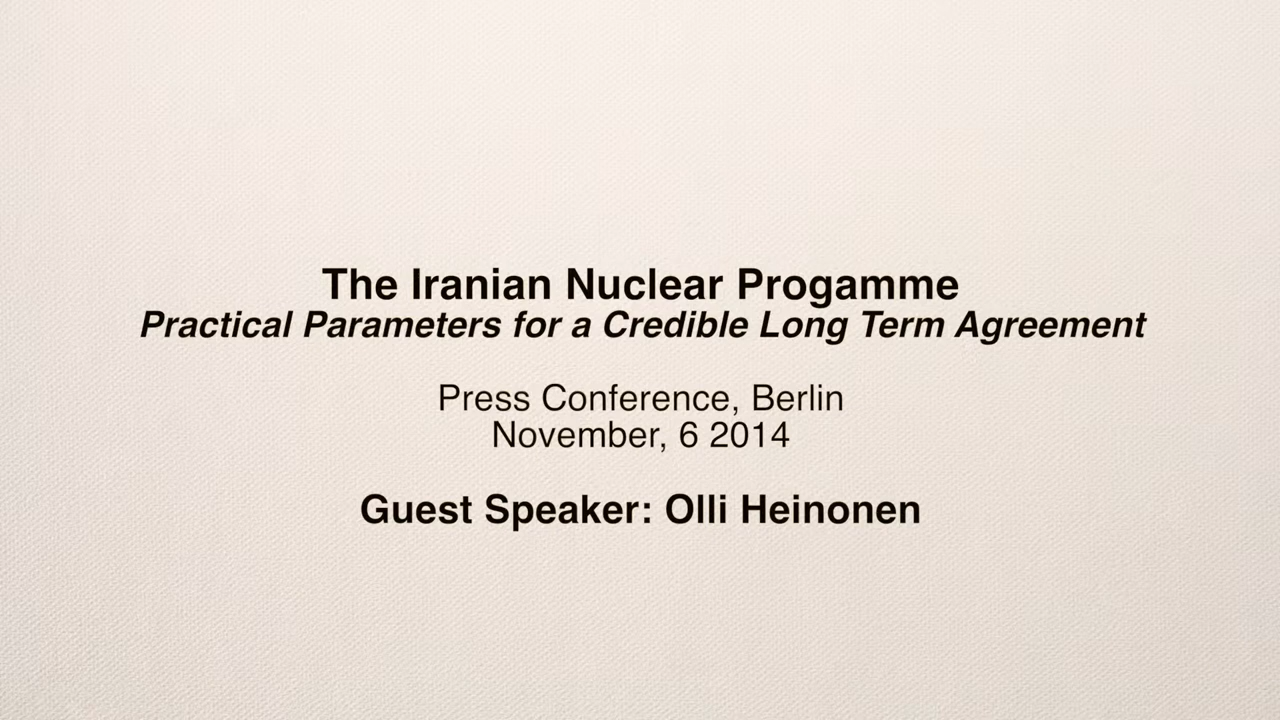 The Iranian Nuclear Progamme
Practical Parameters for a Credible Long Term Agreement
Press Conference, Berlin
November, 6 2014
Guest Speaker: Olli Heinonen